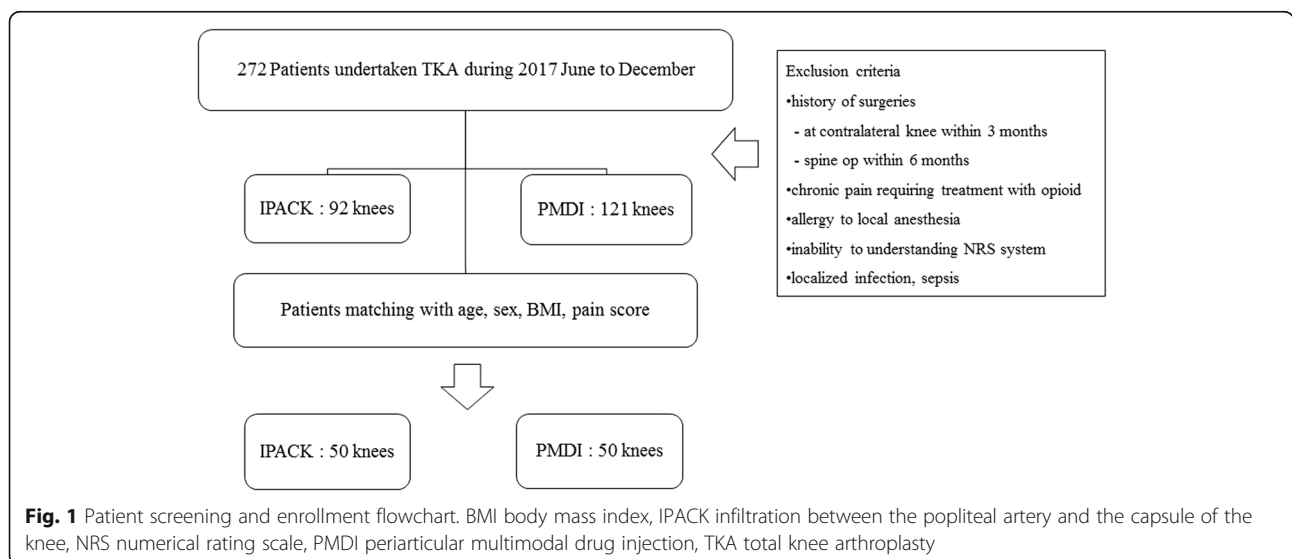 272 Patients undertaken TKA during 2017 June to December
Exclusion criteria
•history of surgeries
- at contralateral knee within 3 months
- spine op within 6 months
•chronic pain requiring treatment with opioid
•allergy to local anesthesia
•inability to understanding NRS system
•localized infection, sepsis
IPACK : 92 knees
PMDI : 121 knees
Patients matching with age, sex, BMI, pain score
IPACK : 50 knees
PMDI : 50 knees
Fig. 1 Patient screening and enrollment flowchart. BMI body mass index, IPACK infiltration between the popliteal artery and the capsule of the
knee, NRS numerical rating scale, PMDI periarticular multimodal drug injection, TKA total knee arthroplasty